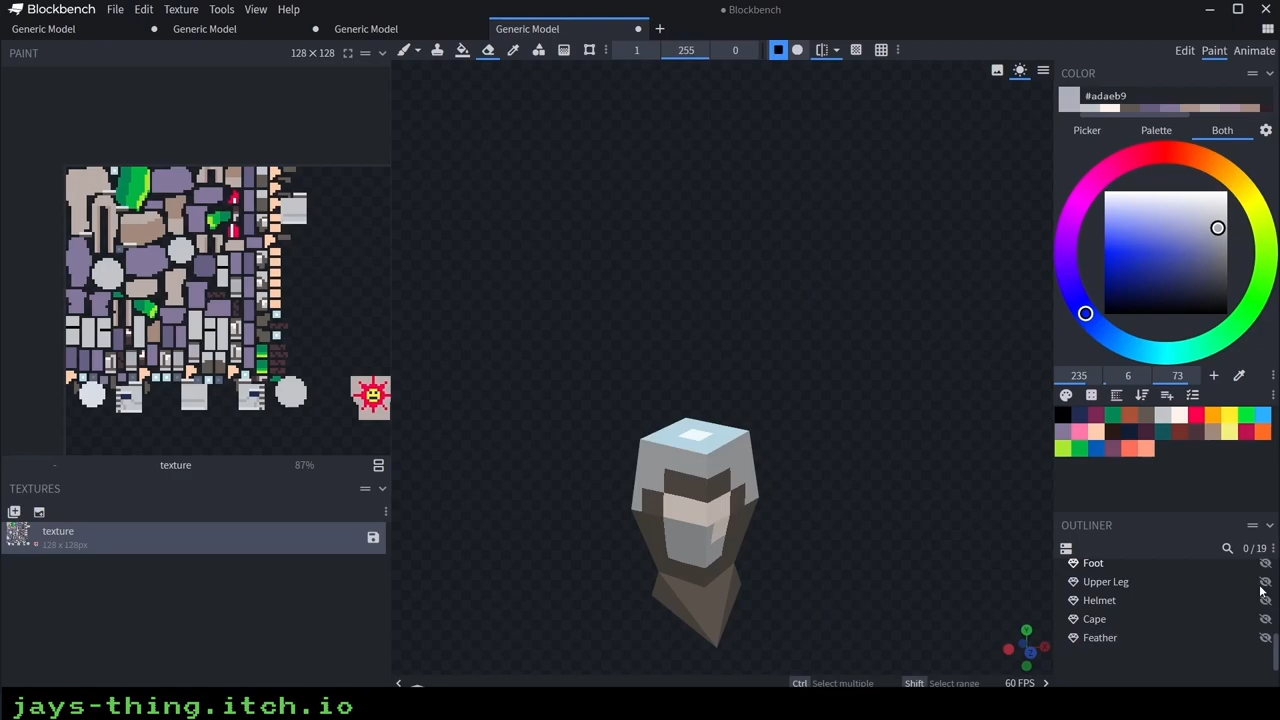 Blockbench File Edit Texture Tools View Help
Blockbench
Generic Model Generic Model Generic Model Generic Model
PAINT 128 × 128
1 255 0
Edit Paint Animate
COLOR
#adaeb9
Picker Palette Both
235 6 73
- texture 87%
TEXTURES
texture
128 x 128px
OUTLINER
0 / 19
Foot
Upper Leg
Helmet
Cape
Feather
Ctrl Select multiple Shift Select range 60 FPS
jays-thing.itch.io